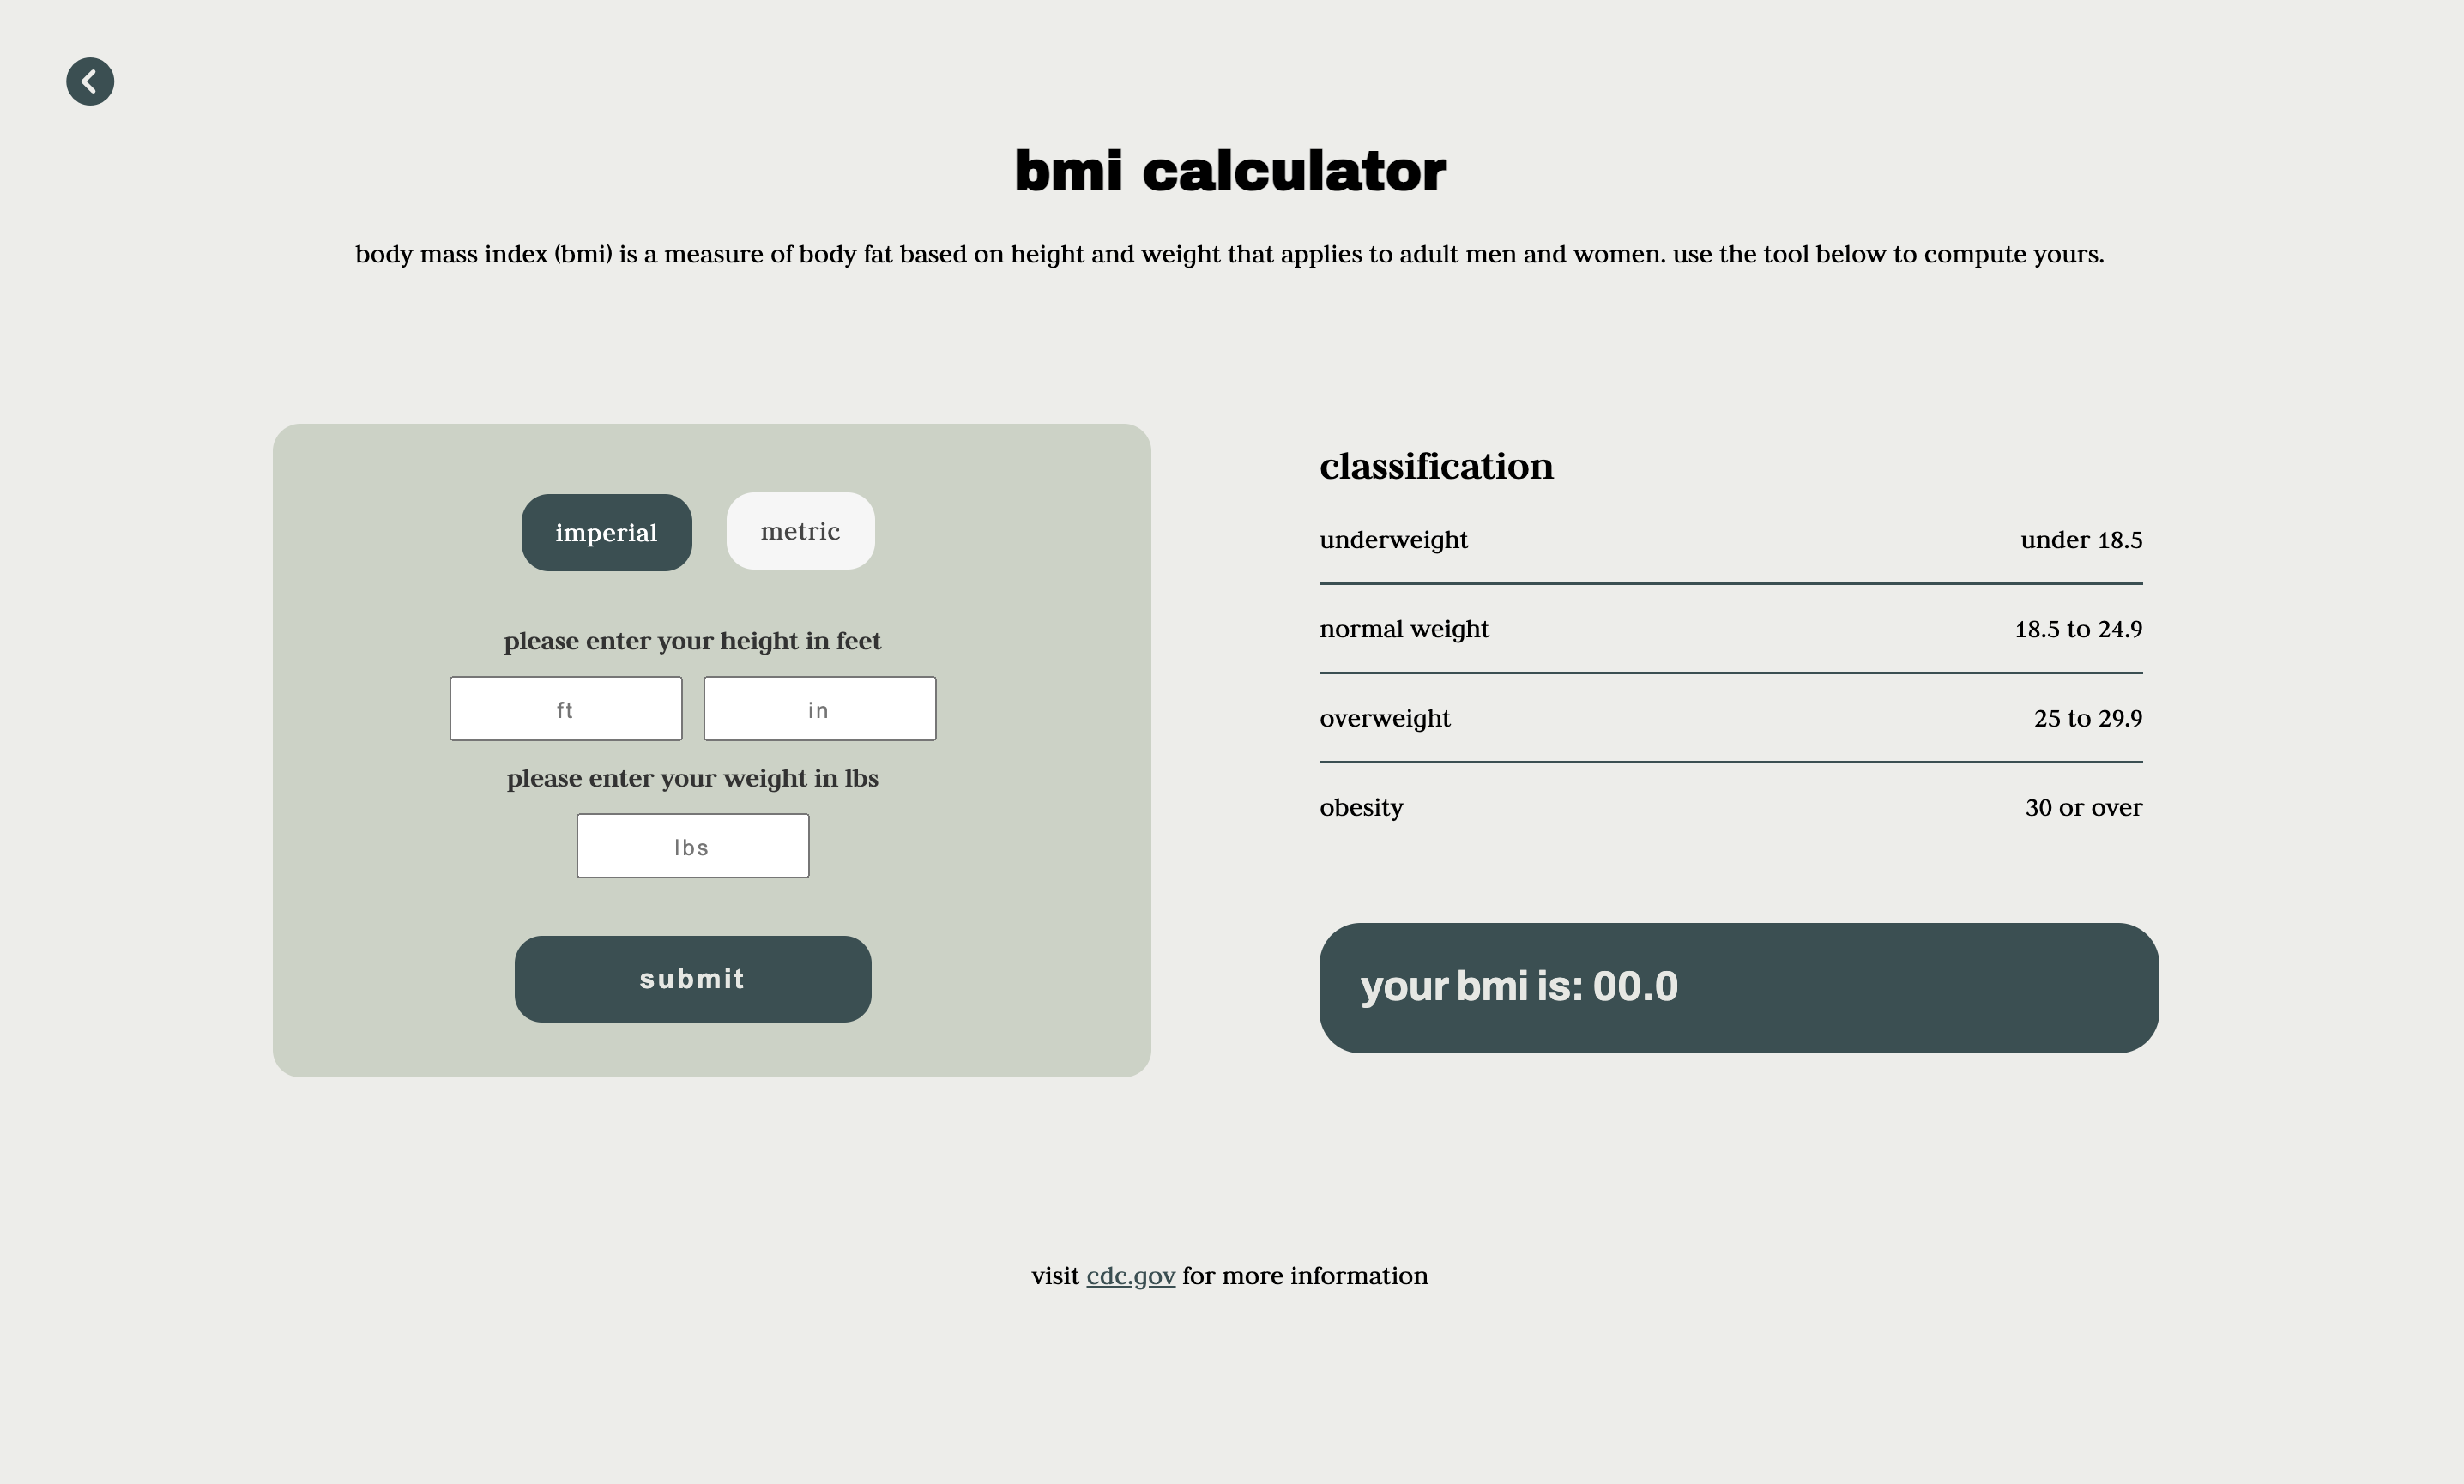 bmi calculator
body mass index (bmi) is a measure of body fat based on height and weight that applies to adult men and women. use the tool below to compute yours.
imperial metric
please enter your height in feet
ft in
please enter your weight in lbs
lbs
submit
classification
underweight under 18.5
normal weight 18.5 to 24.9
overweight 25 to 29.9
obesity 30 or over
your bmi is: 00.0
visit cdc.gov for more information